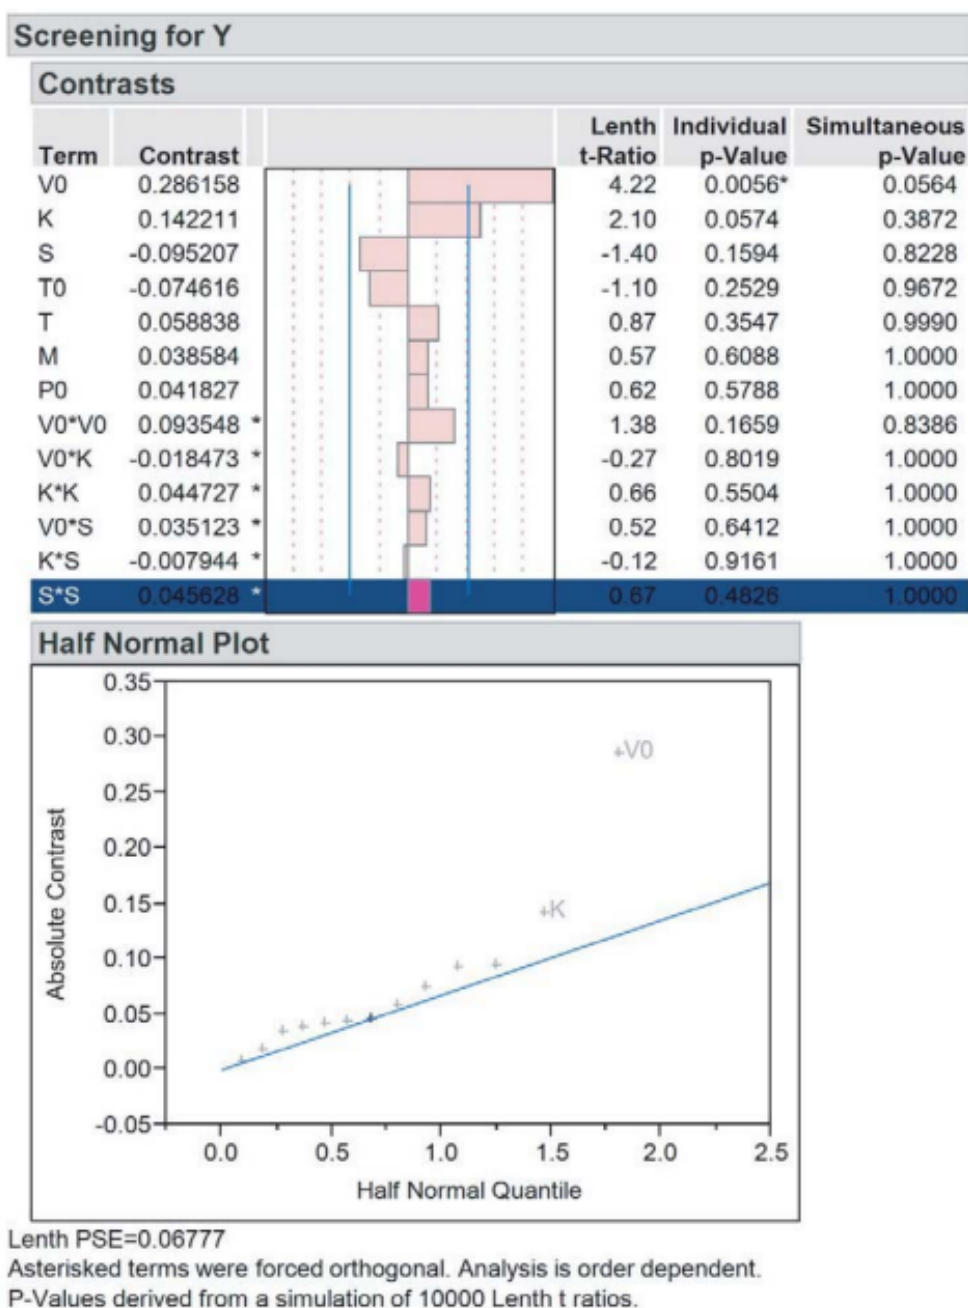 Screening for Y
Contrasts
Lenth Individual Simultaneous
Term Contrast t-Ratio p-Value p-Value
V0 0.286158 4.22 0.0056* 0.0564
K 0.142211 2.10 0.0574 0.3872
S -0.095207 -1.40 0.1594 0.8228
T0 -0.074616 -1.10 0.2529 0.9672
T 0.058838 0.87 0.3547 0.9990
M 0.038584 0.57 0.6088 1.0000
P0 0.041827 0.62 0.5788 1.0000
V0*V0 0.093548 * 1.38 0.1659 0.8386
V0*K -0.018473 * -0.27 0.8019 1.0000
K*K 0.044727 * 0.66 0.5504 1.0000
V0*S 0.035123 * 0.52 0.6412 1.0000
K*S -0.007944 * -0.12 0.9161 1.0000
S*S 0.045628 * 0.67 0.4826 1.0000
Half Normal Plot
0.35
0.30
+V0
0.25
0.20
0.15
+K
0.10
0.05
0.00
-0.05
Absolute Contrast
0.0 0.5 1.0 1.5 2.0 2.5
Half Normal Quantile
Lenth PSE=0.06777
Asterisked terms were forced orthogonal. Analysis is order dependent.
P-Values derived from a simulation of 10000 Lenth t ratios.